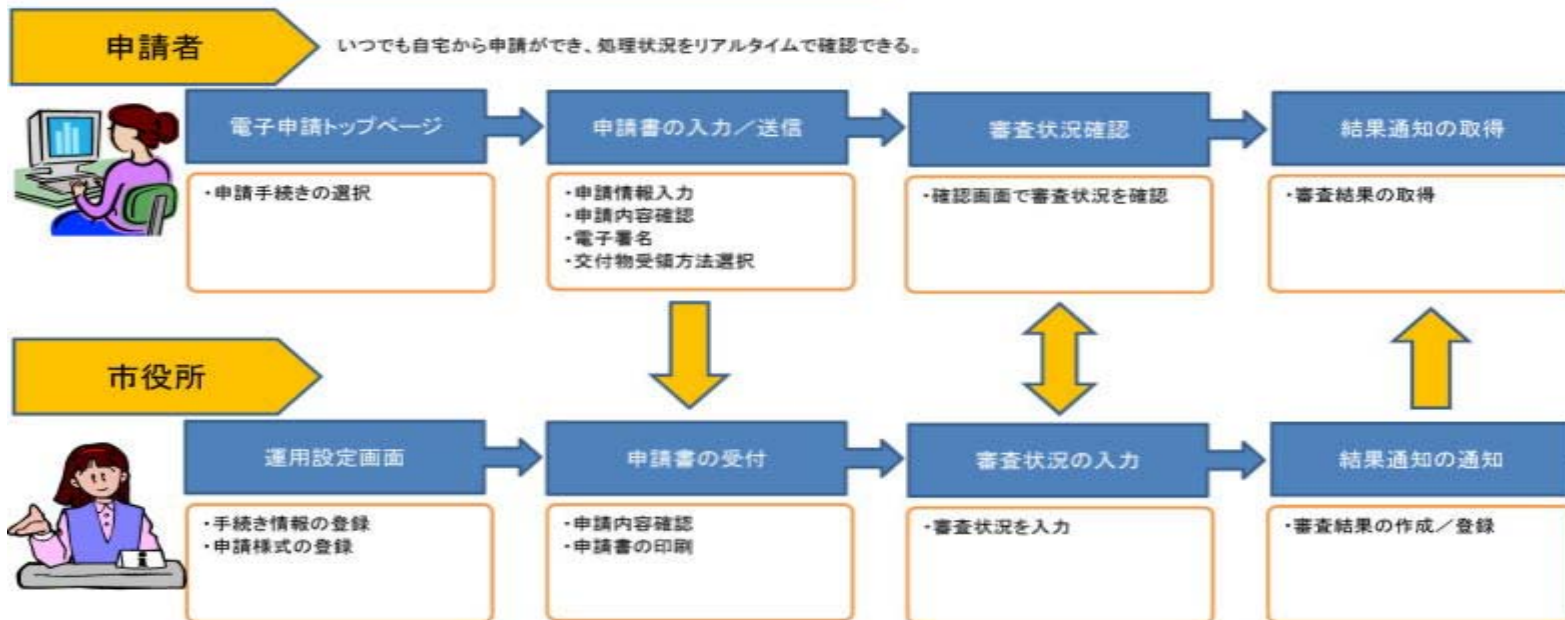 申請者
いつでも自宅から申請ができ、処理状況をリアルタイムで確認できる。
電子申請トップページ
申請書の入力／送信
審査状況確認
結果通知の取得
・申請手続きの選択
・申請情報入力
・申請内容確認
・電子署名
・交付物受領方法選択
・確認画面で審査状況を確認
・審査結果の取得
市役所
運用設定画面
申請書の受付
審査状況の入力
結果通知の通知
・手続き情報の登録
・申請様式の登録
・申請内容確認
・申請書の印刷
・審査状況を入力
・審査結果の作成／登録